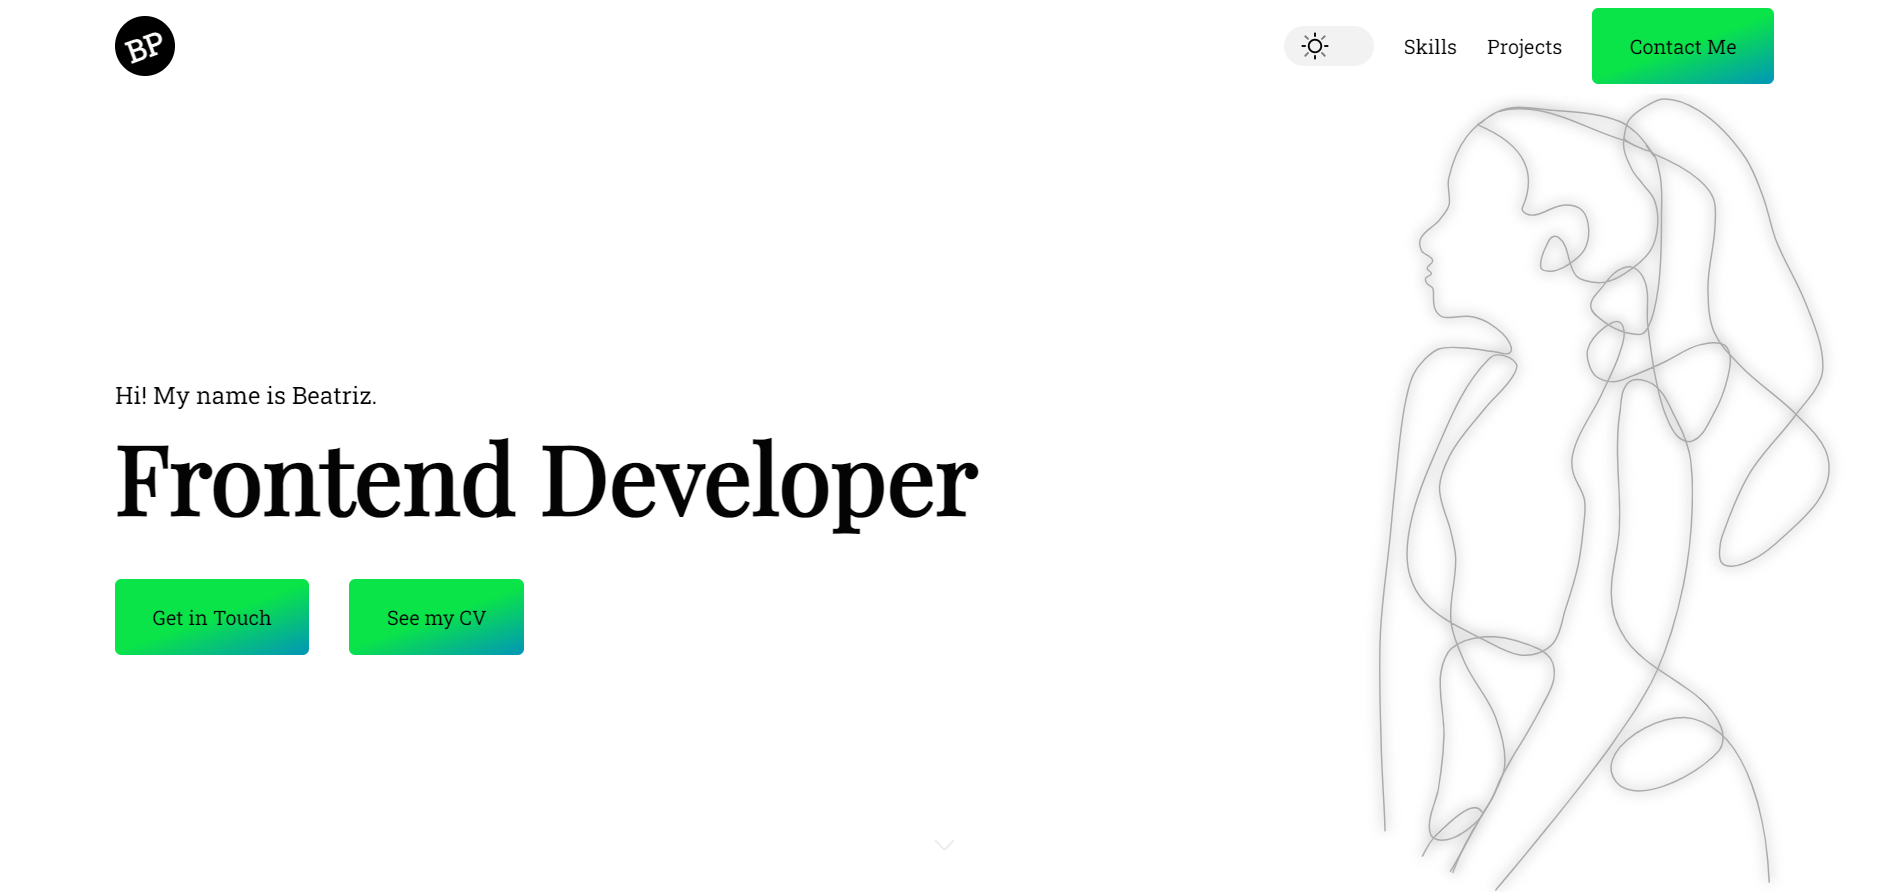 BP
Skills
Projects
Contact Me
Hi! My name is Beatriz.
Frontend Developer
Get in Touch
See my CV